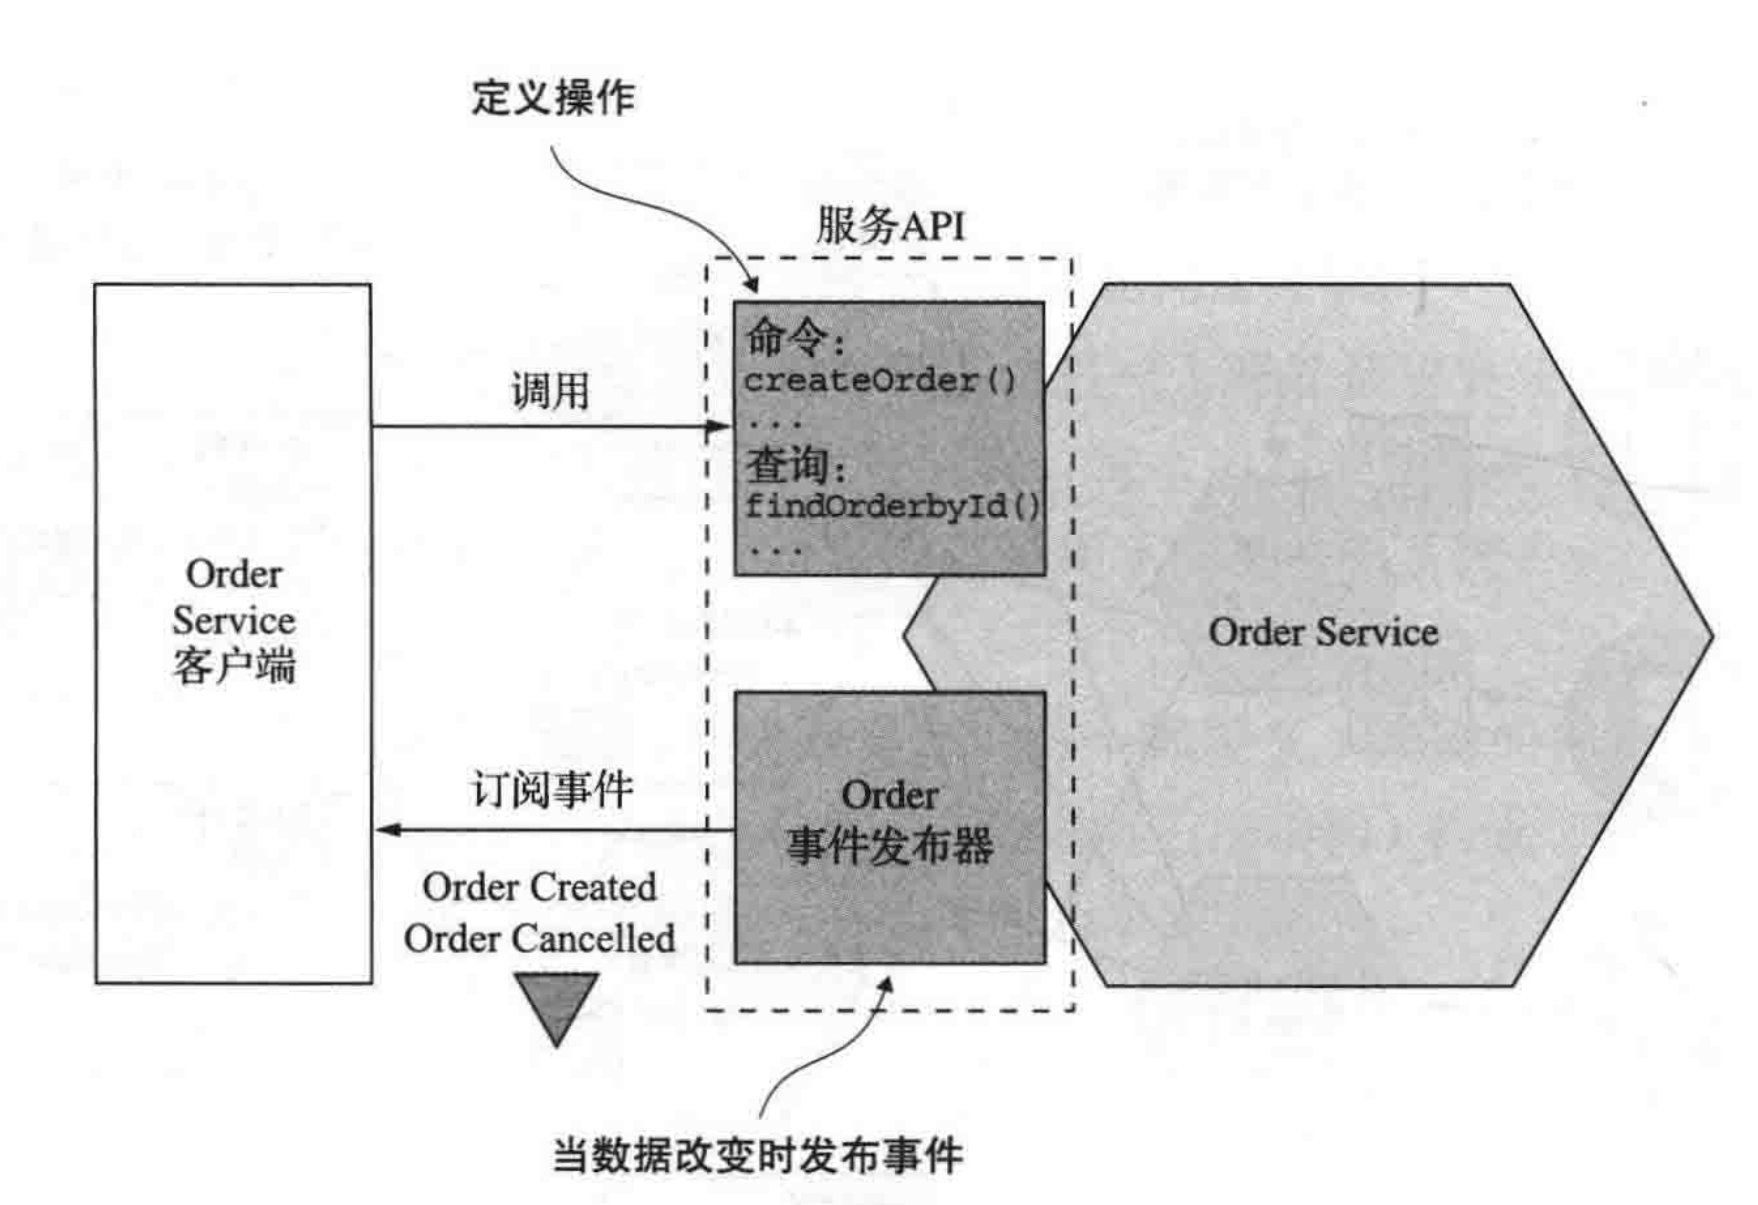 定义操作
服务API
命令：
createOrder()
...
查询：
findOrderbyId()
...
调用
Order
Service
客户端
Order Service
订阅事件
Order Created
Order Cancelled
Order
事件发布器
当数据改变时发布事件